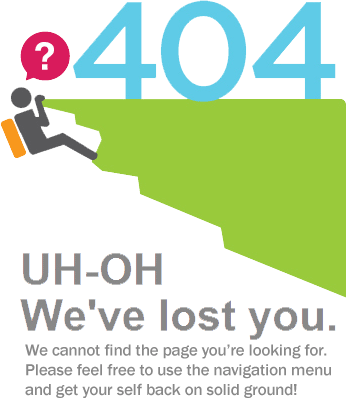 ?
404
UH-OH
We've lost you.
We cannot find the page you're looking for.
Please feel free to use the navigation menu
and get your self back on solid ground!